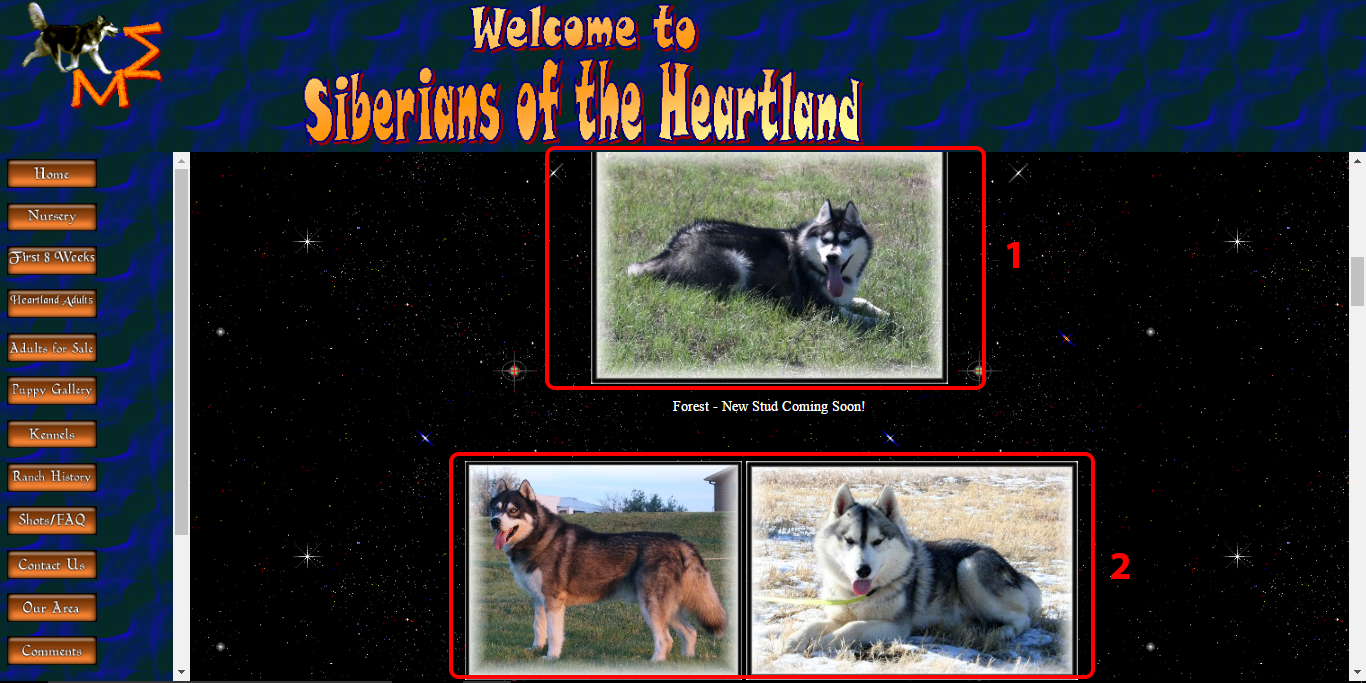 Welcome to
Siberians of the Heartland
MM
Home
Nursery
First 8 Weeks
Heartland Adults
Adults for Sale
Puppy Gallery
Kennels
Ranch History
Shots/FAQ
Contact Us
Our Area
Comments
1
Forest - New Stud Coming Soon!
2